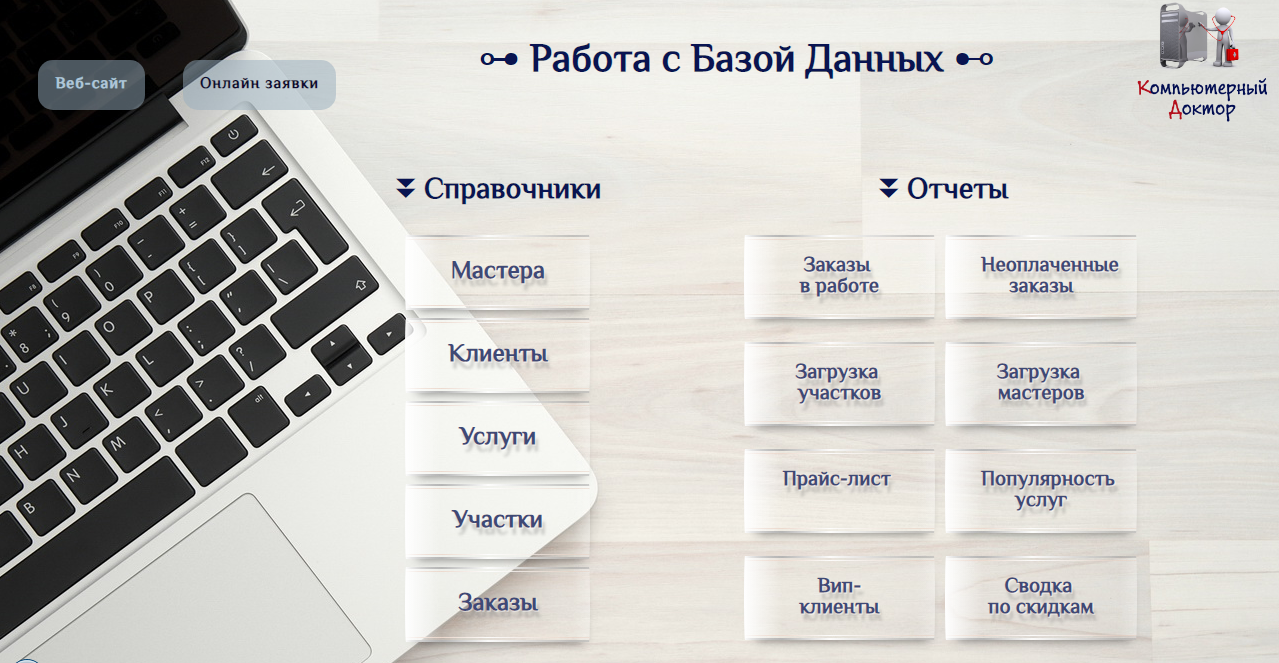 Работа с Базой Данных
Веб-сайт
Онлайн заявки
Компьютерный
Доктор
Справочники
Мастера
Клиенты
Услуги
Участки
Заказы
Отчеты
Заказы
в работе
Неоплаченные
заказы
Загрузка
участков
Загрузка
мастеров
Прайс-лист
Популярность
услуг
Вип-
клиенты
Сводка
по скидкам